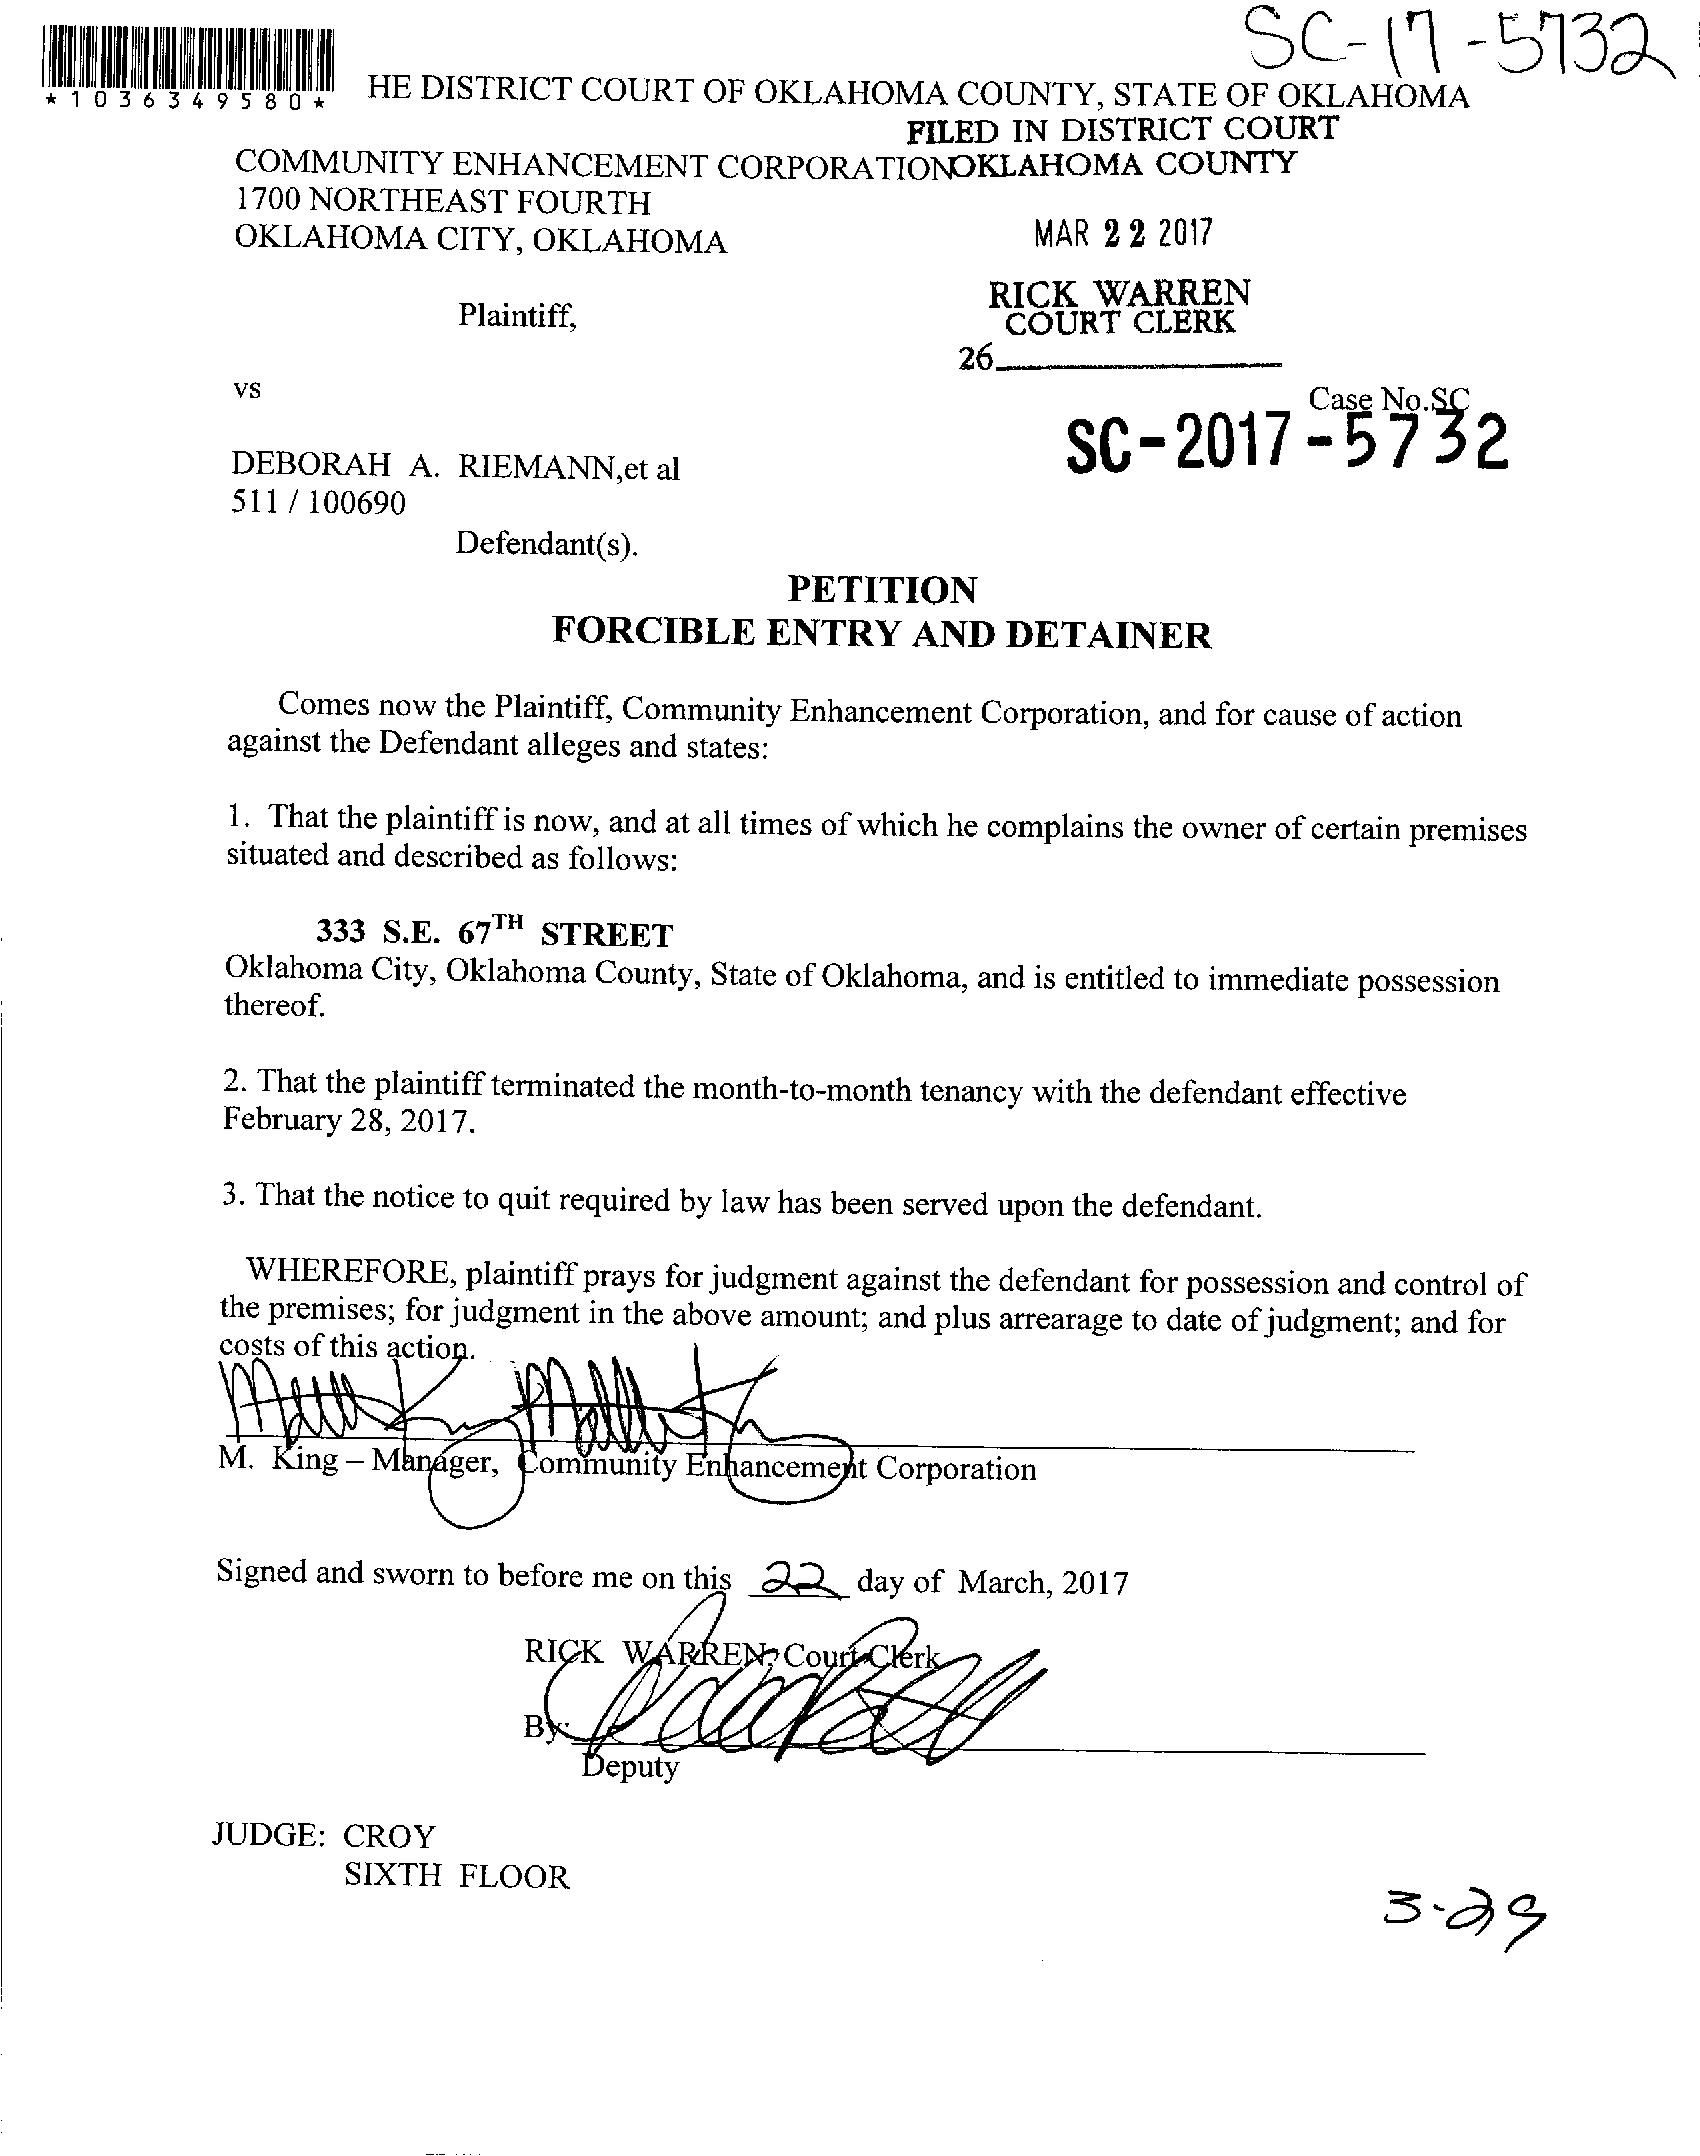 SC-17-5732
*1036349580*
HE DISTRICT COURT OF OKLAHOMA COUNTY, STATE OF OKLAHOMA
FILED IN DISTRICT COURT
COMMUNITY ENHANCEMENT CORPORATION OKLAHOMA COUNTY
1700 NORTHEAST FOURTH
OKLAHOMA CITY, OKLAHOMA
MAR 22 2017
RICK WARREN
Plaintiff,
COURT CLERK
26
vs
Case No.SC
SC-2017-5732
DEBORAH A. RIEMANN,et al
511 / 100690
Defendant(s).
PETITION
FORCIBLE ENTRY AND DETAINER
Comes now the Plaintiff, Community Enhancement Corporation, and for cause of action
against the Defendant alleges and states:
1. That the plaintiff is now, and at all times of which he complains the owner of certain premises
situated and described as follows:
333 S.E. 67TH STREET
Oklahoma City, Oklahoma County, State of Oklahoma, and is entitled to immediate possession
thereof.
2. That the plaintiff terminated the month-to-month tenancy with the defendant effective
February 28, 2017.
3. That the notice to quit required by law has been served upon the defendant.
WHEREFORE, plaintiff prays for judgment against the defendant for possession and control of
the premises; for judgment in the above amount; and plus arrearage to date of judgment; and for
costs of this action.
M. King – Manager, Community Enhancement Corporation
Signed and sworn to before me on this 22 day of March, 2017
RICK WARREN, Court Clerk
By:
Deputy
JUDGE: CROY
SIXTH FLOOR
3-29